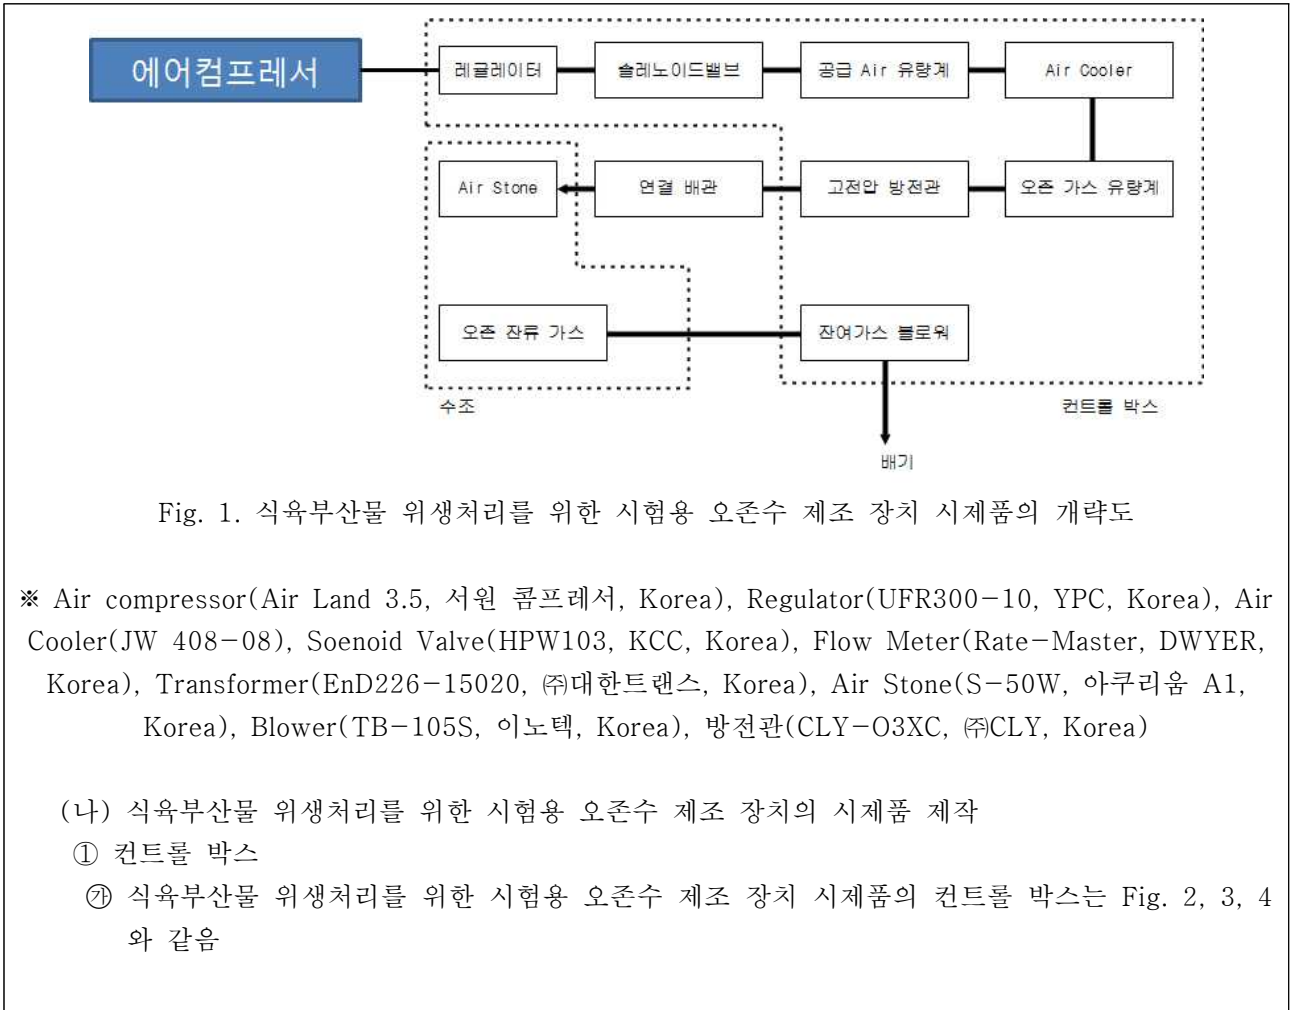 에어컴프레서
레귤레이터
솔레노이드밸브
공급 Air 유량계
Air Cooler
Air Stone
연결 배관
고전압 방전관
오존 가스 유량계
오존 잔류 가스
잔여가스 블로워
수조
컨트롤 박스
배기
Fig. 1. 식육부산물 위생처리를 위한 시험용 오존수 제조 장치 시제품의 개략도
※ Air compressor(Air Land 3.5, 서원 콤프레서, Korea), Regulator(UFR300-10, YPC, Korea), Air
Cooler(JW 408-08), Soenoid Valve(HPW103, KCC, Korea), Flow Meter(Rate-Master, DWYER,
Korea), Transformer(EnD226-15020, ㈜대한트랜스, Korea), Air Stone(S-50W, 아쿠리움 A1,
Korea), Blower(TB-105S, 이노텍, Korea), 방전관(CLY-O3XC, ㈜CLY, Korea)
(나) 식육부산물 위생처리를 위한 시험용 오존수 제조 장치의 시제품 제작
① 컨트롤 박스
㉮ 식육부산물 위생처리를 위한 시험용 오존수 제조 장치 시제품의 컨트롤 박스는 Fig. 2, 3, 4
와 같음